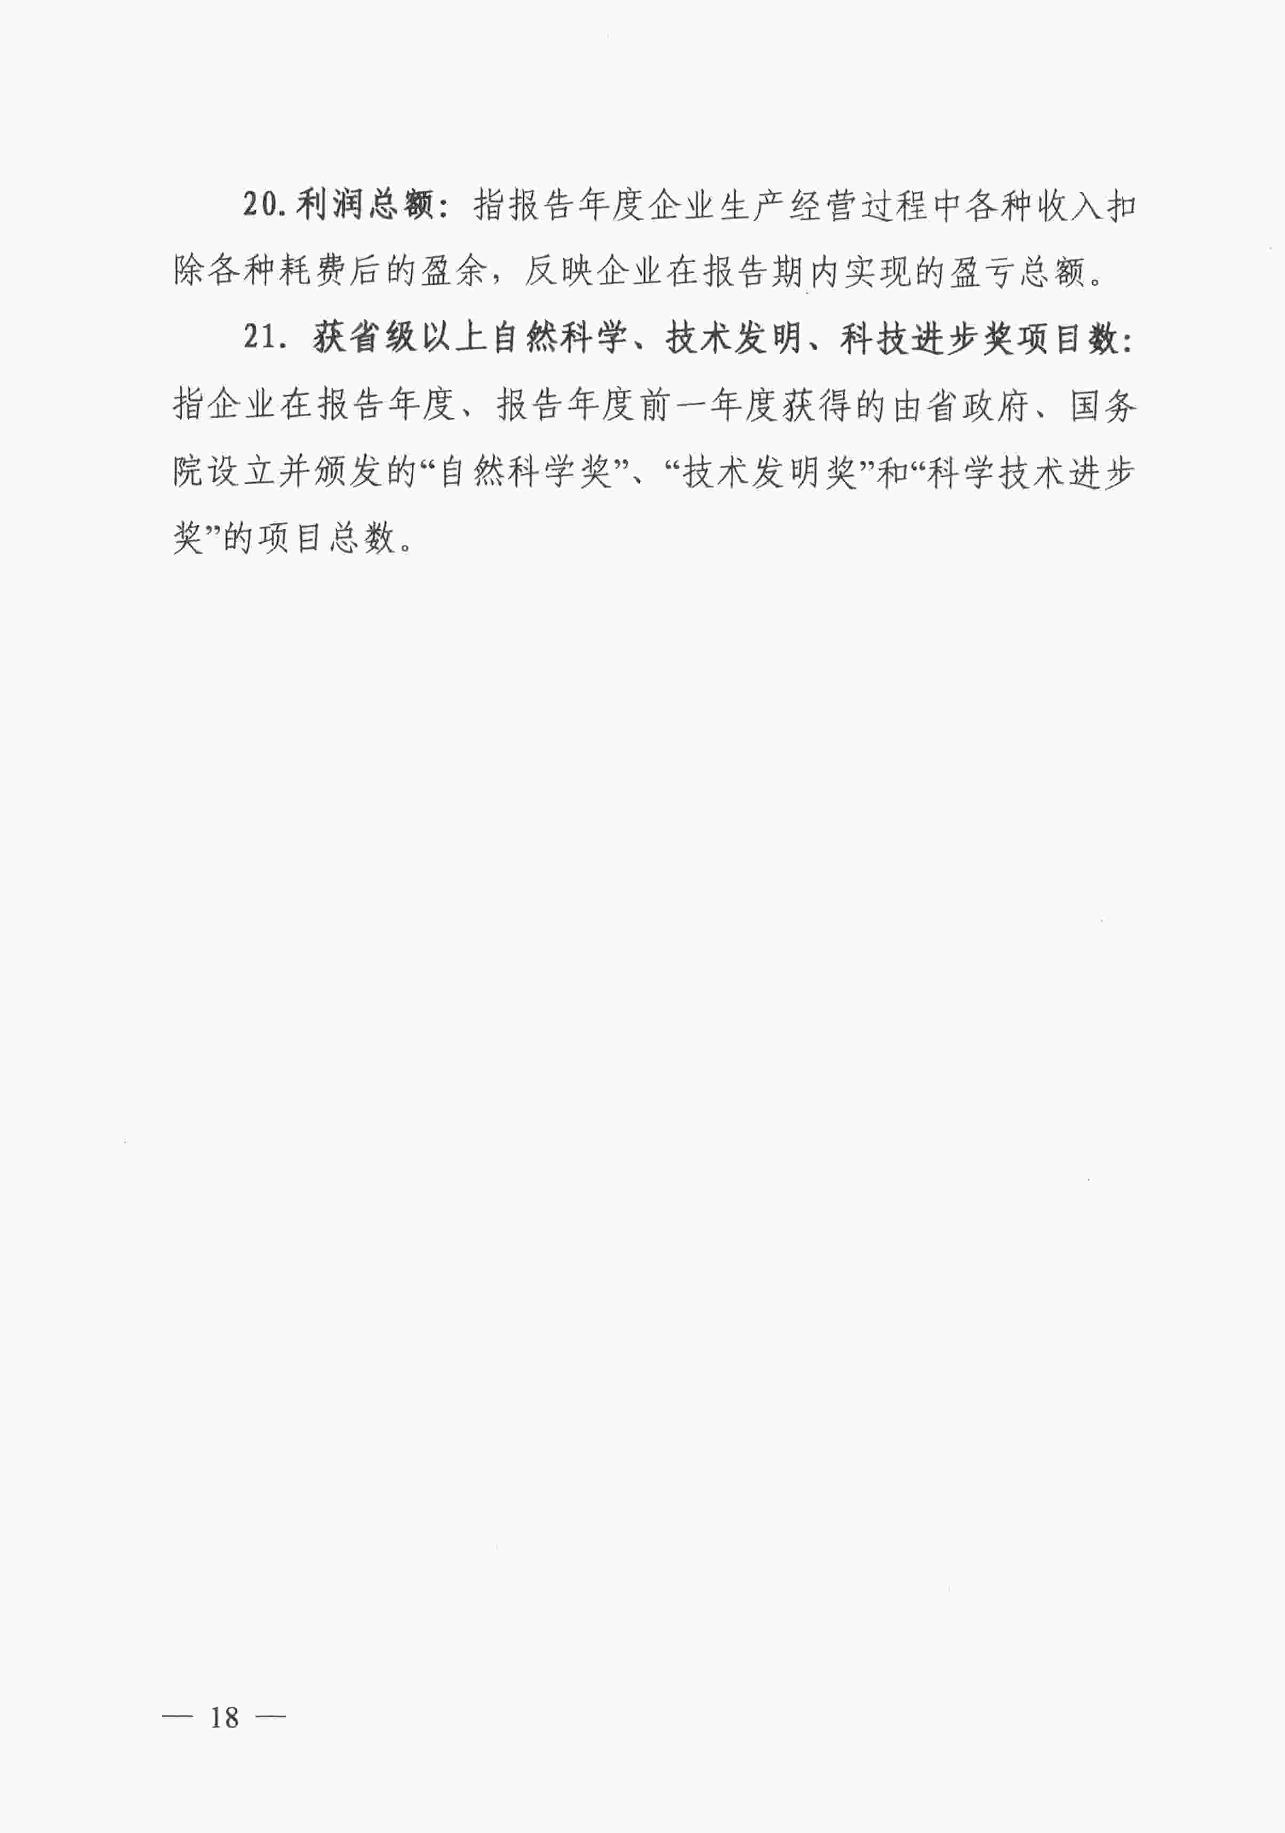 20.利润总额：指报告年度企业生产经营过程中各种收入扣
除各种耗费后的盈余，反映企业在报告期内实现的盈亏总额。
21. 获省级以上自然科学、技术发明、科技进步奖项目数：
指企业在报告年度、报告年度前一年度获得的由省政府、国务
院设立并颁发的“自然科学奖”、“技术发明奖”和“科学技术进步
奖”的项目总数。
— 18 —